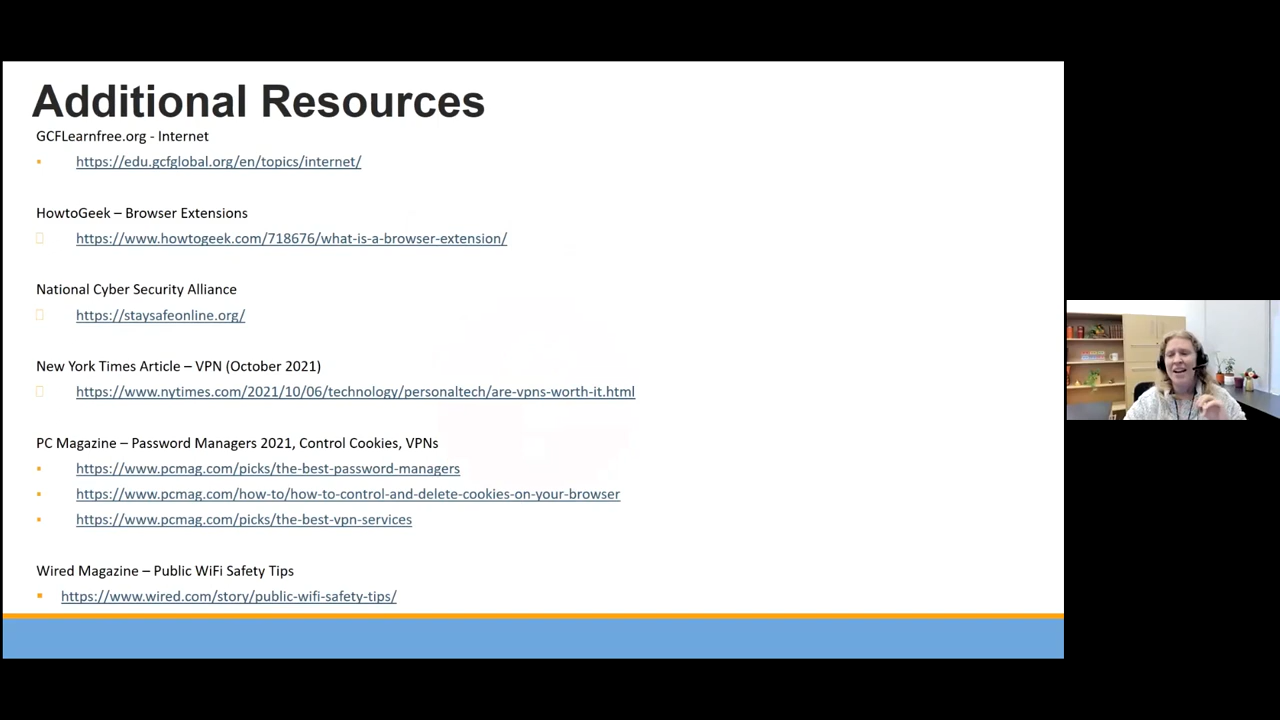 Additional Resources
GCFLearnfree.org - Internet
https://edu.gcfglobal.org/en/topics/internet/
HowtoGeek – Browser Extensions
https://www.howtogeek.com/718676/what-is-a-browser-extension/
National Cyber Security Alliance
https://staysafeonline.org/
New York Times Article – VPN (October 2021)
https://www.nytimes.com/2021/10/06/technology/personaltech/are-vpns-worth-it.html
PC Magazine – Password Managers 2021, Control Cookies, VPNs
https://www.pcmag.com/picks/the-best-password-managers
https://www.pcmag.com/how-to/how-to-control-and-delete-cookies-on-your-browser
https://www.pcmag.com/picks/the-best-vpn-services
Wired Magazine – Public WiFi Safety Tips
https://www.wired.com/story/public-wifi-safety-tips/